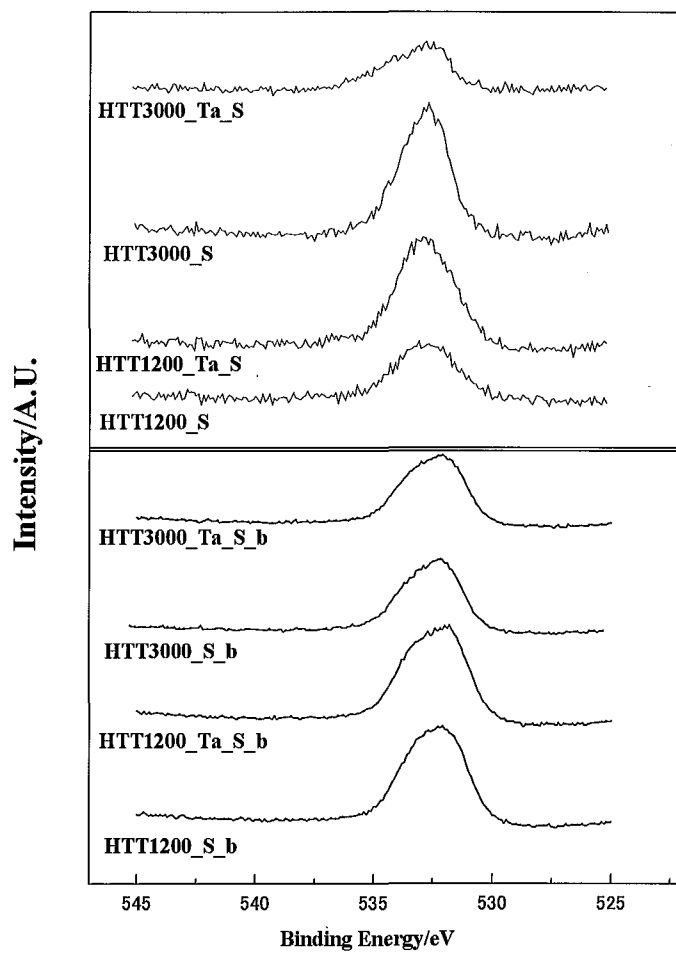 HTT3000_Ta_S
HTT3000_S
HTT1200_Ta_S
HTT1200_S
HTT3000_Ta_S_b
HTT3000_S_b
HTT1200_Ta_S_b
HTT1200_S_b
Intensity/A.U.
545 540 535 530 525
Binding Energy/eV